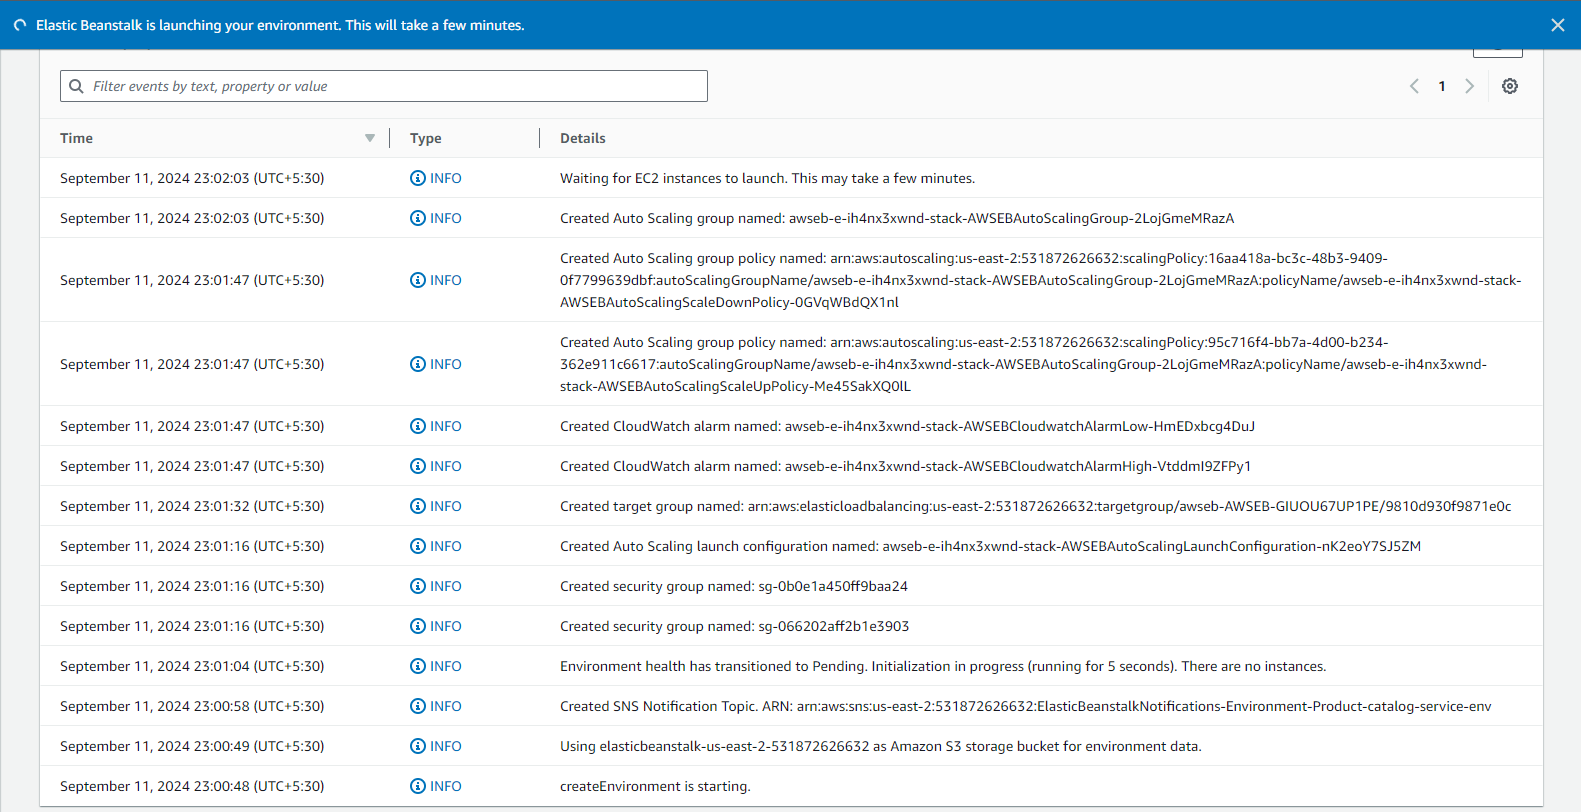 Elastic Beanstalk is launching your environment. This will take a few minutes.
Filter events by text, property or value
1
Time Type Details
September 11, 2024 23:02:03 (UTC+5:30) INFO Waiting for EC2 instances to launch. This may take a few minutes.
September 11, 2024 23:02:03 (UTC+5:30) INFO Created Auto Scaling group named: awseb-e-ih4nx3xwnd-stack-AWSEBAutoScalingGroup-2LojGmeMRazA
September 11, 2024 23:01:47 (UTC+5:30) INFO Created Auto Scaling group policy named: arn:aws:autoscaling:us-east-2:531872626632:scalingPolicy:16aa418a-bc3c-48b3-9409-
0f7799639dbf:autoScalingGroupName/awseb-e-ih4nx3xwnd-stack-AWSEBAutoScalingGroup-2LojGmeMRazA:policyName/awseb-e-ih4nx3xwnd-stack-
AWSEBAutoScalingScaleDownPolicy-0GVqWBdQX1nl
September 11, 2024 23:01:47 (UTC+5:30) INFO Created Auto Scaling group policy named: arn:aws:autoscaling:us-east-2:531872626632:scalingPolicy:95c716f4-bb7a-4d00-b234-
362e911c6617:autoScalingGroupName/awseb-e-ih4nx3xwnd-stack-AWSEBAutoScalingGroup-2LojGmeMRazA:policyName/awseb-e-ih4nx3xwnd-
stack-AWSEBAutoScalingScaleUpPolicy-Me45SakXQ0lL
September 11, 2024 23:01:47 (UTC+5:30) INFO Created CloudWatch alarm named: awseb-e-ih4nx3xwnd-stack-AWSEBCloudwatchAlarmLow-HmEDxbcg4DuJ
September 11, 2024 23:01:47 (UTC+5:30) INFO Created CloudWatch alarm named: awseb-e-ih4nx3xwnd-stack-AWSEBCloudwatchAlarmHigh-VtddmI9ZFPy1
September 11, 2024 23:01:32 (UTC+5:30) INFO Created target group named: arn:aws:elasticloadbalancing:us-east-2:531872626632:targetgroup/awseb-AWSEB-GIUOU67UP1PE/9810d930f9871e0c
September 11, 2024 23:01:16 (UTC+5:30) INFO Created Auto Scaling launch configuration named: awseb-e-ih4nx3xwnd-stack-AWSEBAutoScalingLaunchConfiguration-nK2eoY7SJ5ZM
September 11, 2024 23:01:16 (UTC+5:30) INFO Created security group named: sg-0b0e1a450ff9baa24
September 11, 2024 23:01:16 (UTC+5:30) INFO Created security group named: sg-066202aff2b1e3903
September 11, 2024 23:01:04 (UTC+5:30) INFO Environment health has transitioned to Pending. Initialization in progress (running for 5 seconds). There are no instances.
September 11, 2024 23:00:58 (UTC+5:30) INFO Created SNS Notification Topic. ARN: arn:aws:sns:us-east-2:531872626632:ElasticBeanstalkNotifications-Environment-Product-catalog-service-env
September 11, 2024 23:00:49 (UTC+5:30) INFO Using elasticbeanstalk-us-east-2-531872626632 as Amazon S3 storage bucket for environment data.
September 11, 2024 23:00:48 (UTC+5:30) INFO createEnvironment is starting.